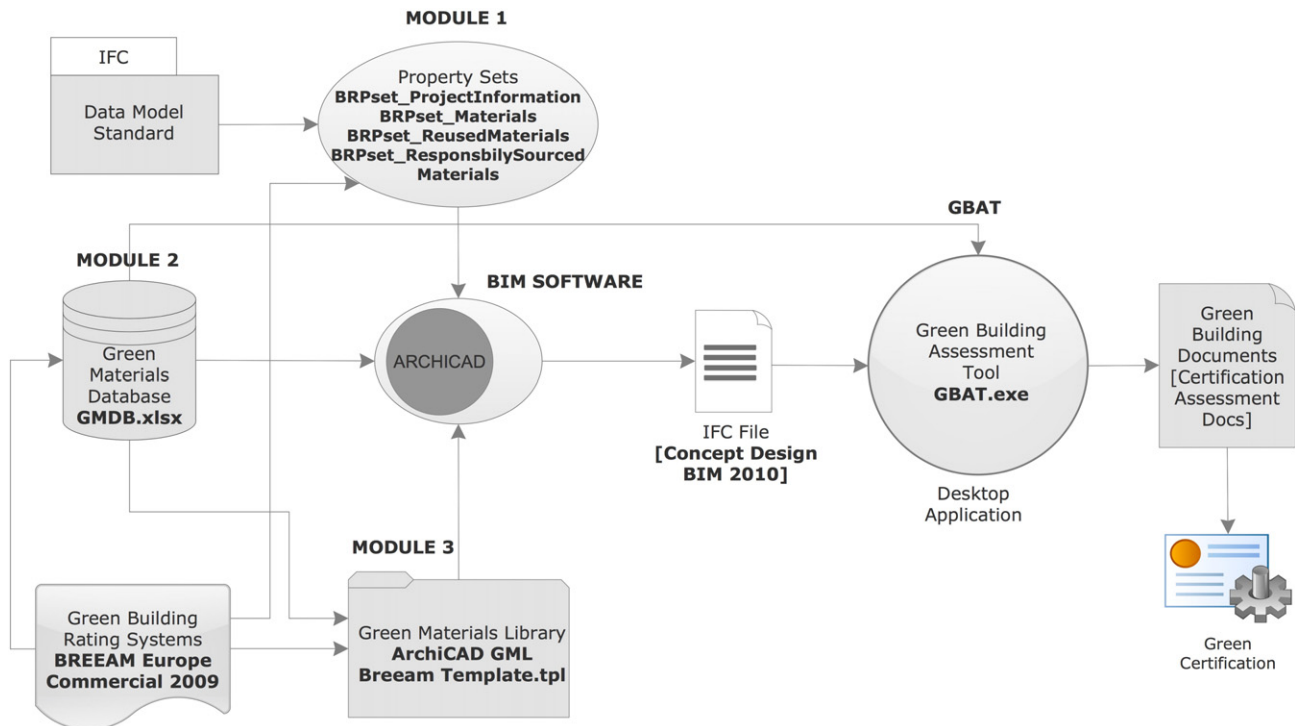 MODULE 1
IFC
Data Model
Standard
Property Sets
BRPset_ProjectInformation
BRPset_Materials
BRPset_ReusedMaterials
BRPset_ResponsbilySourced
Materials
GBAT
MODULE 2
Green
Materials
Database
GMDB.xlsx
BIM SOFTWARE
ARCHICAD
IFC File
[Concept Design
BIM 2010]
Green Building
Assessment
Tool
GBAT.exe
Desktop
Application
Green
Building
Documents
[Certification
Assessment
Docs]
Green Building
Rating Systems
BREEAM Europe
Commercial 2009
MODULE 3
Green Materials Library
ArchiCAD GML
Breeam Template.tpl
Green
Certification